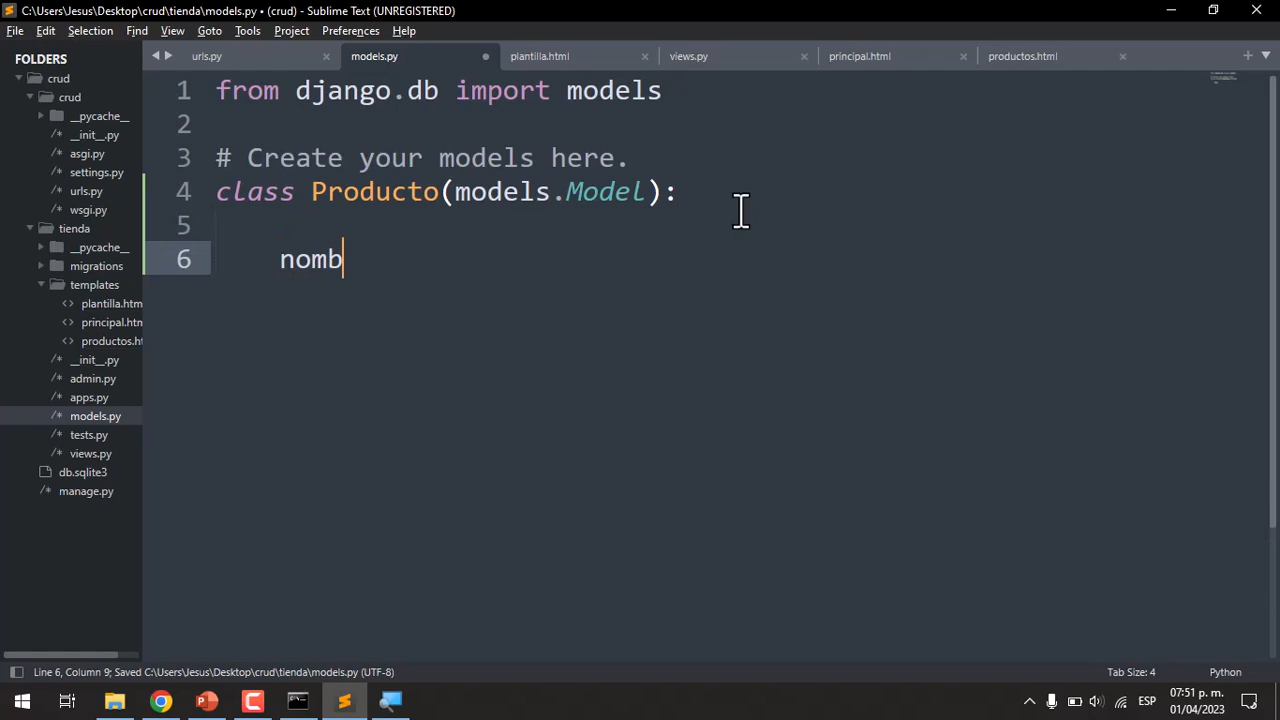 C:\Users\Jesus\Desktop\crud\tienda\models.py • (crud) - Sublime Text (UNREGISTERED)
File Edit Selection Find View Goto Tools Project Preferences Help
FOLDERS
crud
crud
__pycache__
__init__.py
asgi.py
settings.py
urls.py
wsgi.py
tienda
__pycache__
migrations
templates
<> plantilla.htm
<> principal.htm
<> productos.ht
__init__.py
admin.py
apps.py
models.py
tests.py
views.py
db.sqlite3
manage.py
urls.py models.py plantilla.html views.py principal.html productos.html
1 from django.db import models
2
3 # Create your models here.
4 class Producto(models.Model):
5
6 nomb
Line 6, Column 9; Saved C:\Users\Jesus\Desktop\crud\tienda\models.py (UTF-8) Tab Size: 4 Python
ESP 07:51 p. m.
01/04/2023